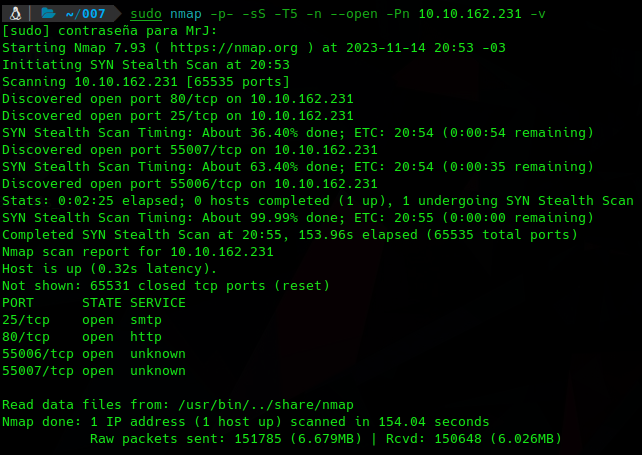 ~/007 sudo nmap -p- -sS -T5 -n --open -Pn 10.10.162.231 -v
[sudo] contraseña para MrJ:
Starting Nmap 7.93 ( https://nmap.org ) at 2023-11-14 20:53 -03
Initiating SYN Stealth Scan at 20:53
Scanning 10.10.162.231 [65535 ports]
Discovered open port 80/tcp on 10.10.162.231
Discovered open port 25/tcp on 10.10.162.231
SYN Stealth Scan Timing: About 36.40% done; ETC: 20:54 (0:00:54 remaining)
Discovered open port 55007/tcp on 10.10.162.231
SYN Stealth Scan Timing: About 63.40% done; ETC: 20:54 (0:00:35 remaining)
Discovered open port 55006/tcp on 10.10.162.231
Stats: 0:02:25 elapsed; 0 hosts completed (1 up), 1 undergoing SYN Stealth Scan
SYN Stealth Scan Timing: About 99.99% done; ETC: 20:55 (0:00:00 remaining)
Completed SYN Stealth Scan at 20:55, 153.96s elapsed (65535 total ports)
Nmap scan report for 10.10.162.231
Host is up (0.32s latency).
Not shown: 65531 closed tcp ports (reset)
PORT      STATE SERVICE
25/tcp    open  smtp
80/tcp    open  http
55006/tcp open  unknown
55007/tcp open  unknown
Read data files from: /usr/bin/../share/nmap
Nmap done: 1 IP address (1 host up) scanned in 154.04 seconds
Raw packets sent: 151785 (6.679MB) | Rcvd: 150648 (6.026MB)